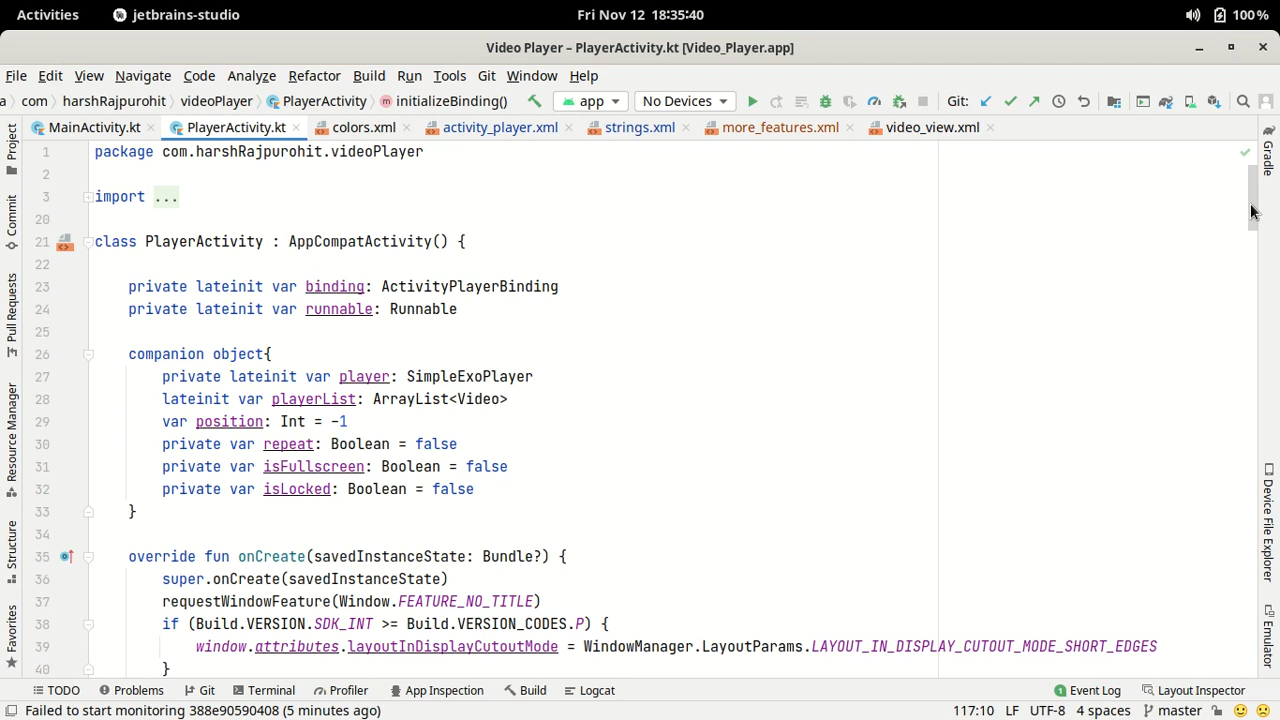 Activities jetbrains-studio Fri Nov 12 18:35:40 100%
Video Player – PlayerActivity.kt [Video_Player.app]
File Edit View Navigate Code Analyze Refactor Build Run Tools Git Window Help
a com harshRajpurohit videoPlayer PlayerActivity initializeBinding() app No Devices Git:
MainActivity.kt PlayerActivity.kt colors.xml activity_player.xml strings.xml more_features.xml video_view.xml
1 package com.harshRajpurohit.videoPlayer
2
3 import ...
20
21 class PlayerActivity : AppCompatActivity() {
22
23 private lateinit var binding: ActivityPlayerBinding
24 private lateinit var runnable: Runnable
25
26 companion object{
27 private lateinit var player: SimpleExoPlayer
28 lateinit var playerList: ArrayList<Video>
29 var position: Int = -1
30 private var repeat: Boolean = false
31 private var isFullscreen: Boolean = false
32 private var isLocked: Boolean = false
33 }
34
35 override fun onCreate(savedInstanceState: Bundle?) {
36 super.onCreate(savedInstanceState)
37 requestWindowFeature(Window.FEATURE_NO_TITLE)
38 if (Build.VERSION.SDK_INT >= Build.VERSION_CODES.P) {
39 window.attributes.layoutInDisplayCutoutMode = WindowManager.LayoutParams.LAYOUT_IN_DISPLAY_CUTOUT_MODE_SHORT_EDGES
40 }
Project
Commit
Pull Requests
Resource Manager
Structure
Favorites
Gradle
Device File Explorer
Emulator
TODO Problems Git Terminal Profiler App Inspection Build Logcat 1 Event Log Layout Inspector
Failed to start monitoring 388e90590408 (5 minutes ago) 117:10 LF UTF-8 4 spaces master